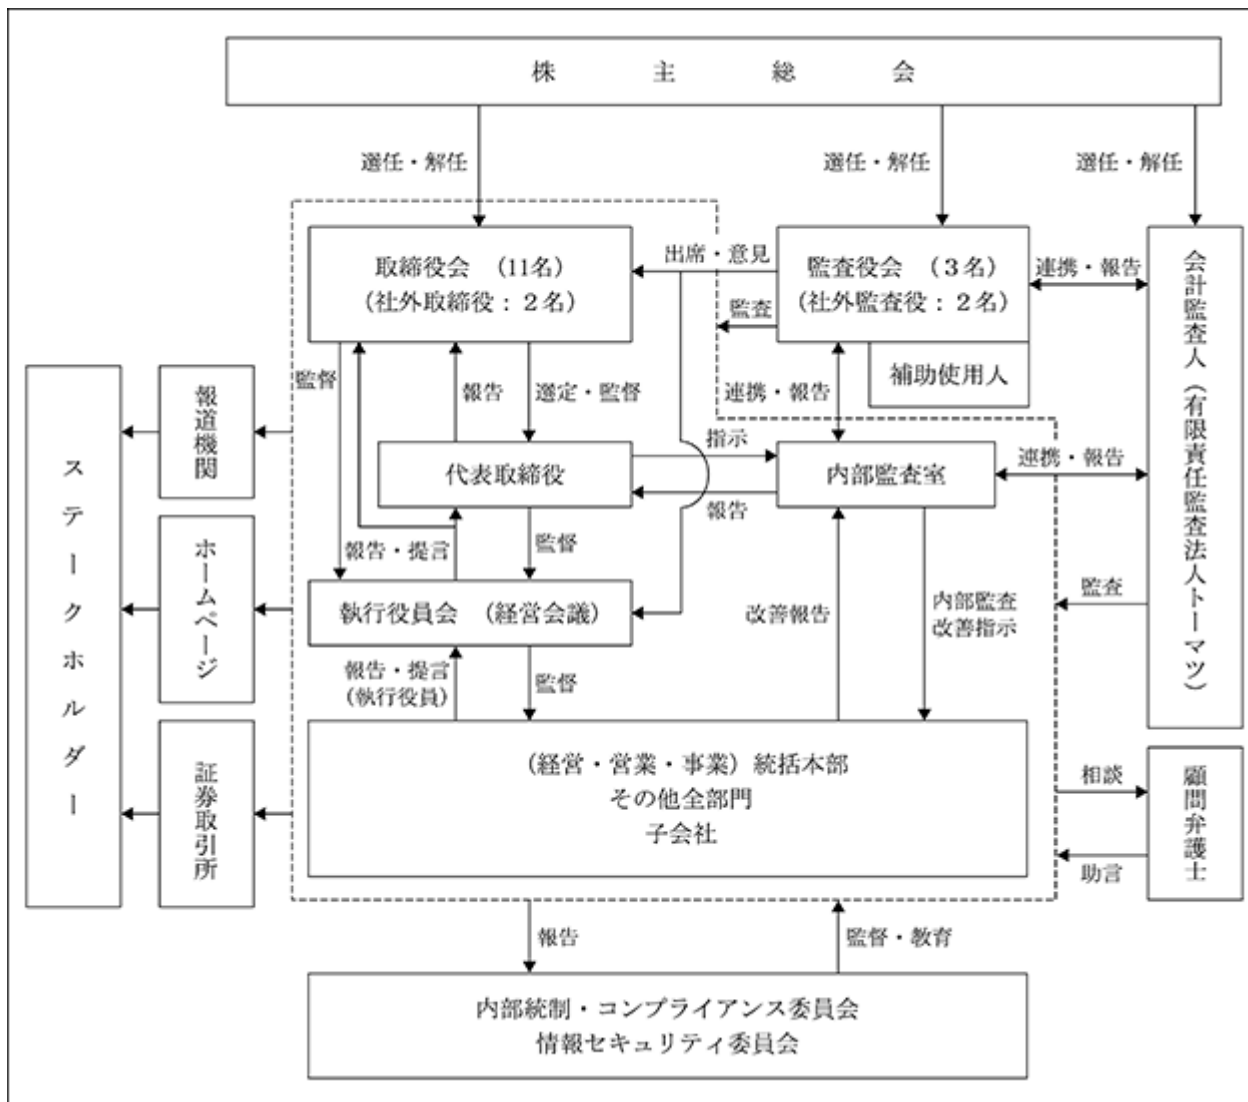 株主総会
選任・解任
選任・解任
選任・解任
取締役会 (11名)
(社外取締役：２名)
出席・意見
監査役会 (３名)
(社外監査役：２名)
連携・報告
監査
補助使用人
会計監査人（有限責任監査法人トーマツ）
監督
報告
選定・監督
連携・報告
指示
代表取締役
内部監査室
連携・報告
報告
報告・提言
監督
監査
執行役員会 (経営会議)
改善報告
内部監査
改善指示
報告・提言
(執行役員)
監督
ステークホルダー
報道機関
ホームページ
証券取引所
(経営・営業・事業) 統括本部
その他全部門
子会社
相談
助言
顧問弁護士
報告
監督・教育
内部統制・コンプライアンス委員会
情報セキュリティ委員会